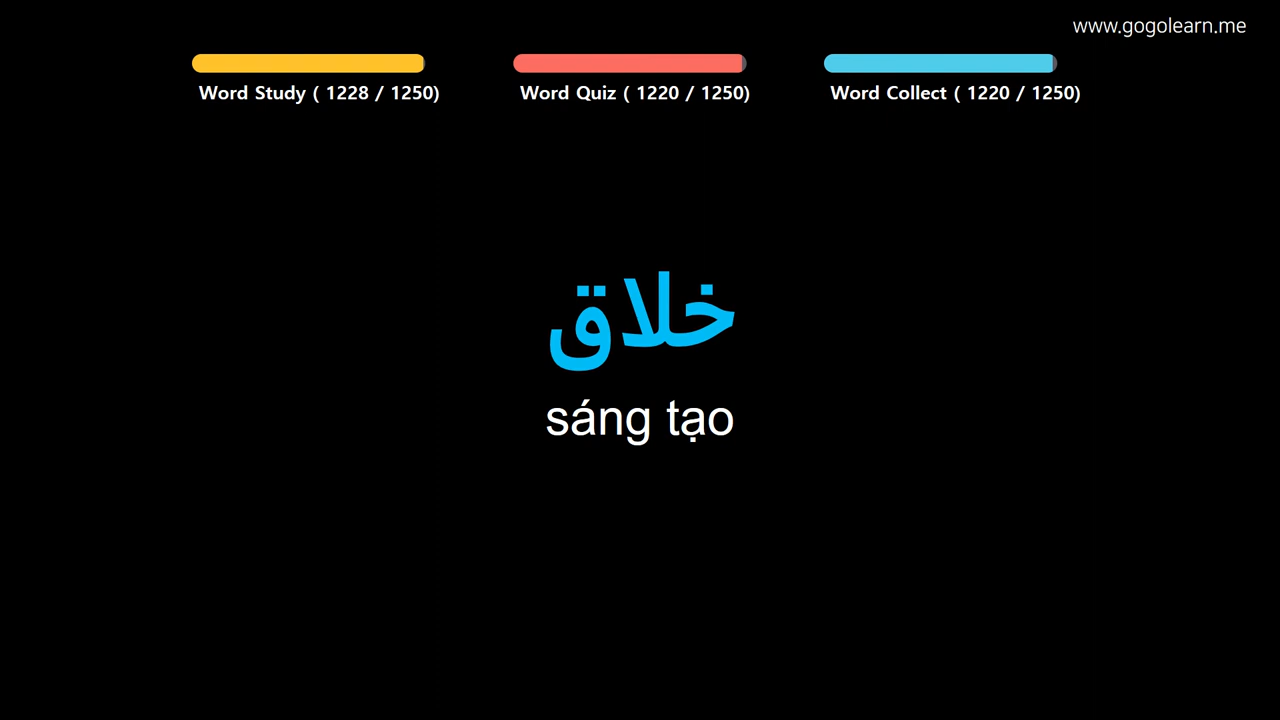 www.gogolearn.me
Word Study ( 1228 / 1250)
Word Quiz ( 1220 / 1250)
Word Collect ( 1220 / 1250)
خلاق
sáng tạo